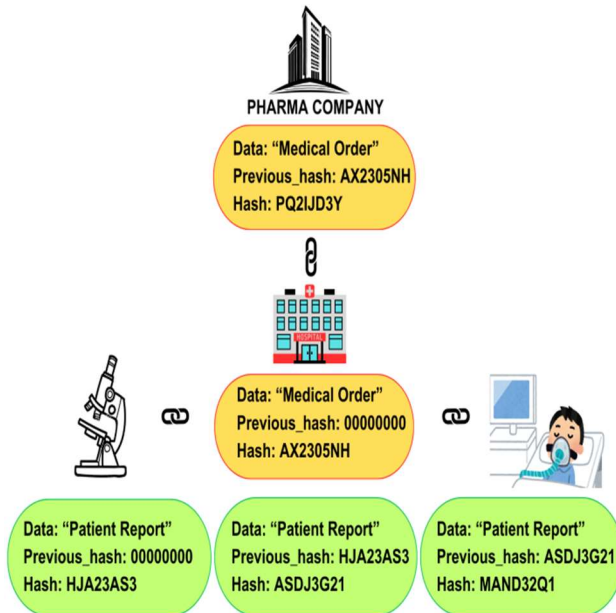 PHARMA COMPANY
Data: “Medical Order”
Previous_hash: AX2305NH
Hash: PQ2IJD3Y
HOSPITAL
Data: “Medical Order”
Previous_hash: 00000000
Hash: AX2305NH
Data: “Patient Report”
Previous_hash: 00000000
Hash: HJA23AS3
Data: “Patient Report”
Previous_hash: HJA23AS3
Hash: ASDJ3G21
Data: “Patient Report”
Previous_hash: ASDJ3G21
Hash: MAND32Q1